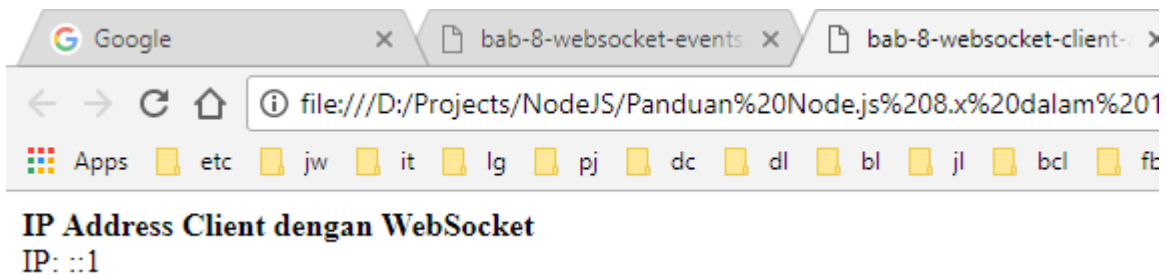 Google bab-8-websocket-events bab-8-websocket-client-
file:///D:/Projects/NodeJS/Panduan%20Node.js%208.x%20dalam%201
Apps etc jw it lg pj dc dl bl jl bcl fb
IP Address Client dengan WebSocket
IP: ::1